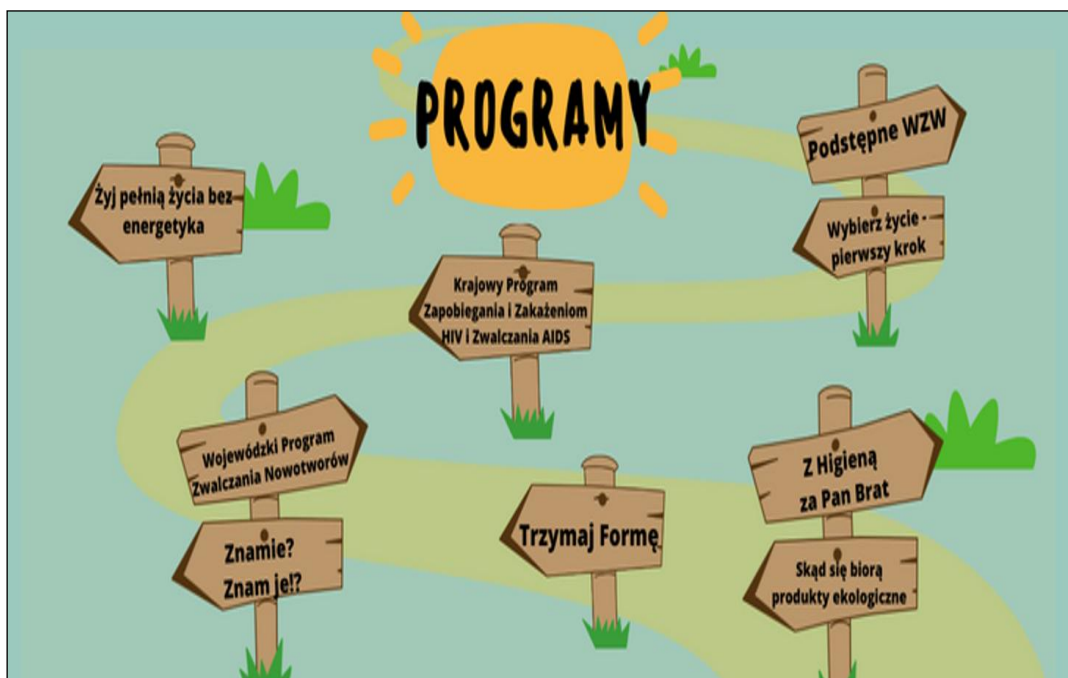 PROGRAMY
Podstępne WZW
Wybierz życie -
pierwszy krok
Żyj pełnią życia bez
energetyka
Krajowy Program
Zapobiegania i Zakażeniom
HIV i Zwalczania AIDS
Wojewódzki Program
Zwalczania Nowotworów
Znamie?
Znam je!?
Trzymaj Formę
Z Higieną
za Pan Brat
Skąd się biorą
produkty ekologiczne